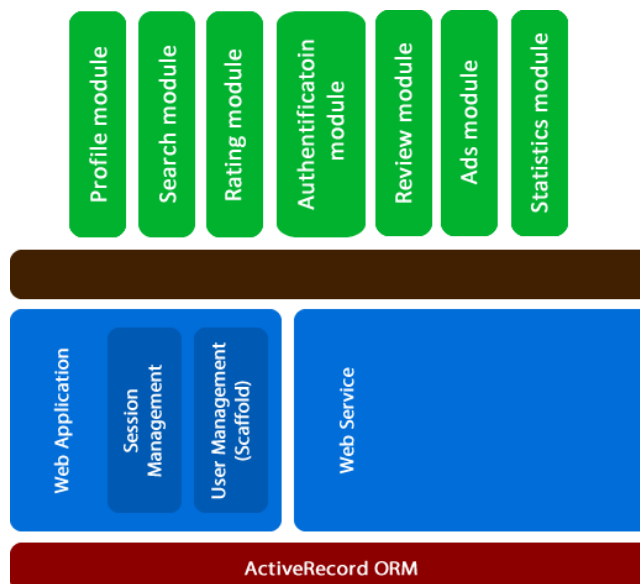 Profile module
Search module
Rating module
Authentificatoin
module
Review module
Ads module
Statistics module
Web Application
Session
Management
User Management
(Scaffold)
Web Service
ActiveRecord ORM